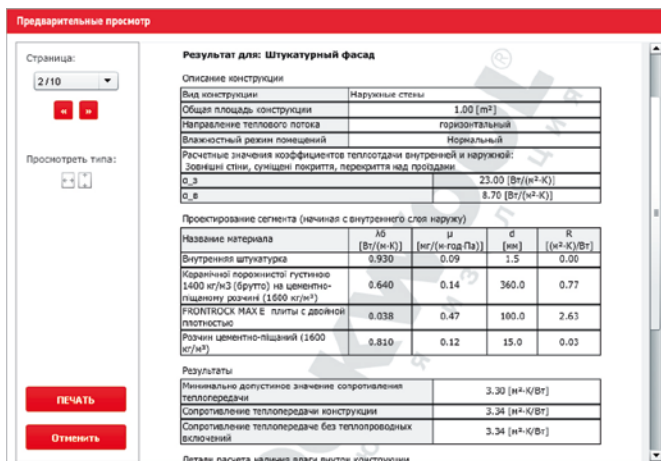 Предварительные просмотр
Страница:
2/10
« »
Просмотреть типа:
ПЕЧАТЬ
Отменить
Результат для: Штукатурный фасад
Описание конструкции
Вид конструкции Наружные стены
Общая площадь конструкции 1.00 [m²]
Направление теплового потока горизонтальный
Влажностный режим помещений Нормальный
Расчетные значения коэффициентов теплоотдачи внутренней и наружной:
Зовнішні стіни, суміщені покриття, перекриття над проїздами
α_з 23.00 [Вт/(м²·К)]
α_в 8.70 [Вт/(м²·К)]
Проектирование сегмента (начиная с внутреннего слоя наружу)
Название материала λб [Вт/(м·К)] μ [мг/(м·год·Па)] d [мм] R [(м²·К)/Вт]
Внутренняя штукатурка 0.930 0.09 1.5 0.00
Керамічної порожнистої густиною
1400 кг/м3 (брутто) на цементно-
піщаному розчині (1600 кг/м³) 0.640 0.14 360.0 0.77
FRONTROCK MAX E плиты с двойной
плотностью 0.038 0.47 100.0 2.63
Розчин цементно-піщаний (1600
кг/м³) 0.810 0.12 15.0 0.03
Результаты
Минимально допустимое значение сопротивления
теплопередачи 3.30 [м²·К/Вт]
Сопротивление теплопередачи конструкции 3.34 [м²·К/Вт]
Сопротивление теплопередаче без теплопроводных
включений 3.34 [м²·К/Вт]
Детали расчета наличия влаги внутри конструкции